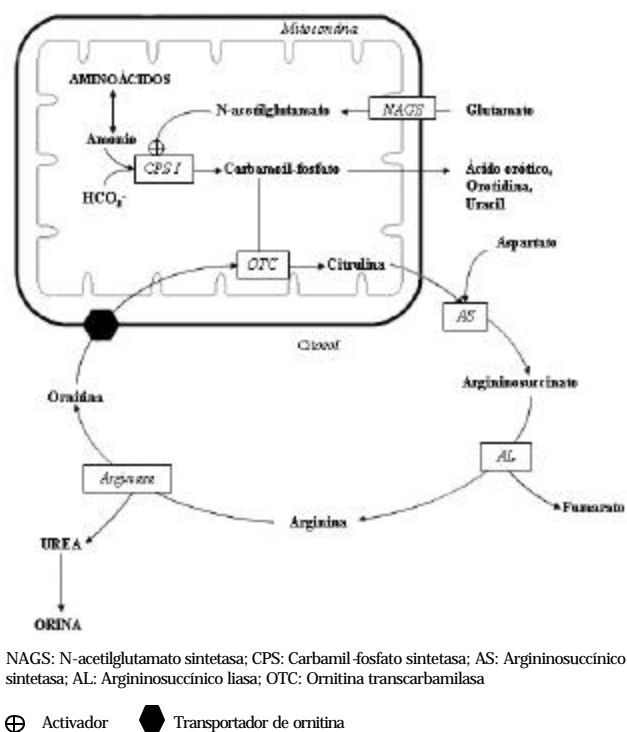 Mitocondria
AMINOÁCIDOS
N-acetilglutamato
NAGS
Glutamato
Amonio
CPS I
Carbamil-fosfato
Ácido orótico,
Orotidina,
Uracil
HCO₃⁻
Aspartato
OTC
Citrulina
AS
Citosol
Ornitina
Argininosuccinato
AL
Arginasa
Fumarato
Arginina
UREA
ORINA
NAGS: N-acetilglutamato sintetasa; CPS: Carbamil-fosfato sintetasa; AS: Argininosuccínico
sintetasa; AL: Argininosuccínico liasa; OTC: Ornitina transcarbamilasa
Activador Transportador de ornitina